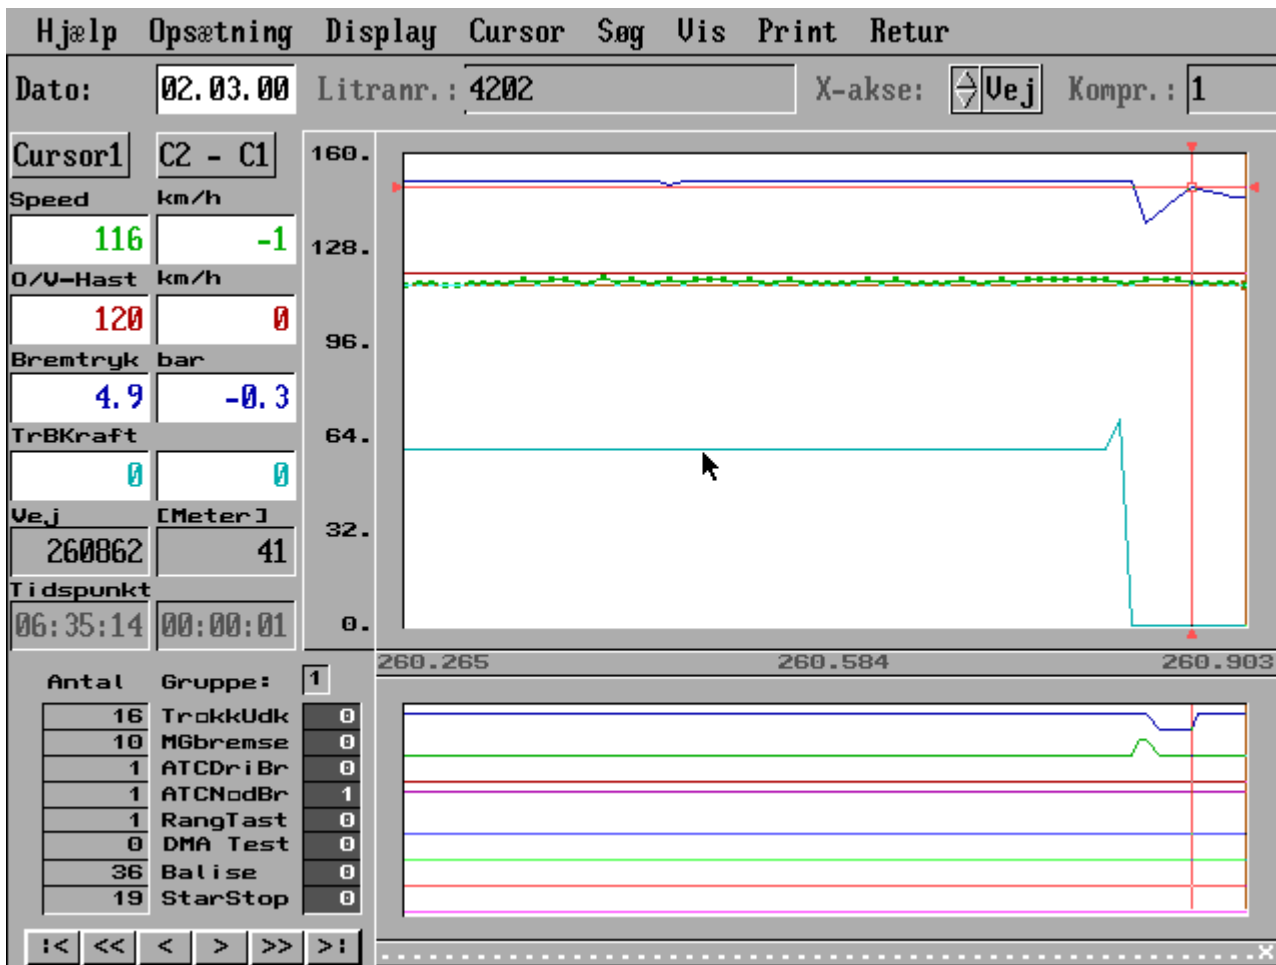 Hjælp Opsætning Display Cursor Søg Vis Print Retur
Dato: 02.03.00 Litranr.: 4202 X-akse: Vej Kompr.: 1
Cursor1 C2 - C1
Speed km/h
116 -1
O/V-Hast km/h
120 0
Bremtryk bar
4.9 -0.3
TrBKraft
0 0
Vej [Meter]
260862 41
Tidspunkt
06:35:14 00:00:01
160.
128.
96.
64.
32.
0.
260.265 260.584 260.903
Antal Gruppe: 1
16 Tr□kkUdk 0
10 MGbremse 0
1 ATCDriBr 0
1 ATCN□dBr 1
1 RangTast 0
0 DMA Test 0
36 Balise 0
19 StarStop 0
:< << < > >> >:
X